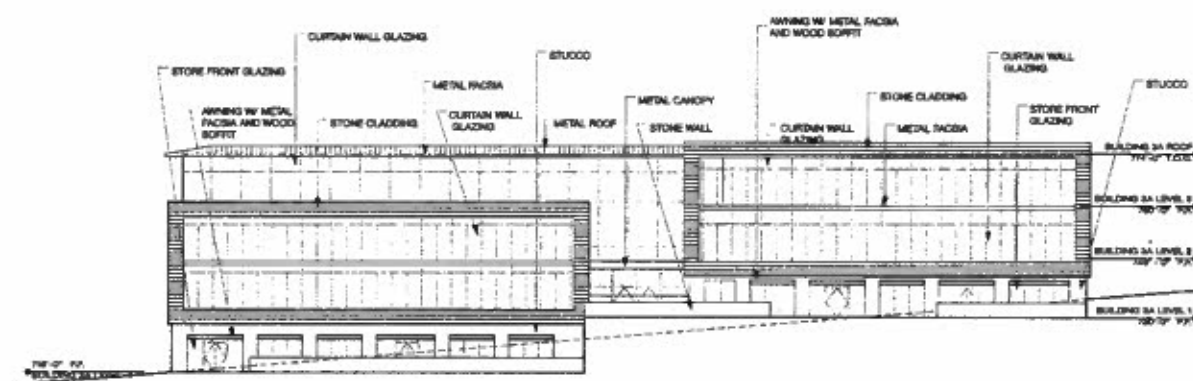 AWNING W/ METAL FACSIA
AND WOOD SOFFIT
CURTAIN WALL GLAZING
STUCCO
CURTAIN WALL
GLAZING
STORE FRONT GLAZING
METAL FACSIA
STUCCO
METAL CANOPY
STONE CLADDING
AWNING W/ METAL
FACSIA AND WOOD
SOFFIT
STONE CLADDING
CURTAIN WALL
GLAZING
METAL ROOF
STONE WALL
CURTAIN WALL
GLAZING
METAL FACSIA
STORE FRONT
GLAZING
BUILDING 3A ROOF
BUILDING 3A LEVEL
BUILDING 3A LEVEL 2
BUILDING 3A LEVEL 1